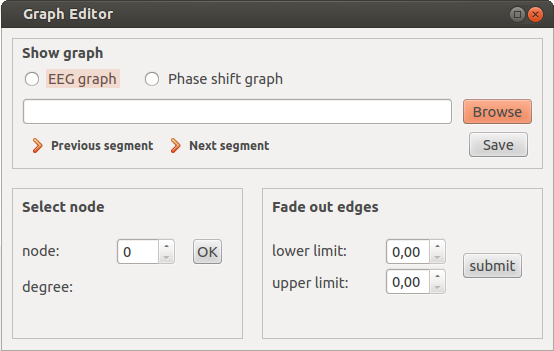 Graph Editor
Show graph
EEG graph Phase shift graph
Browse
Previous segment Next segment Save
Select node
node: 0 OK
degree:
Fade out edges
lower limit: 0,00
upper limit: 0,00
submit